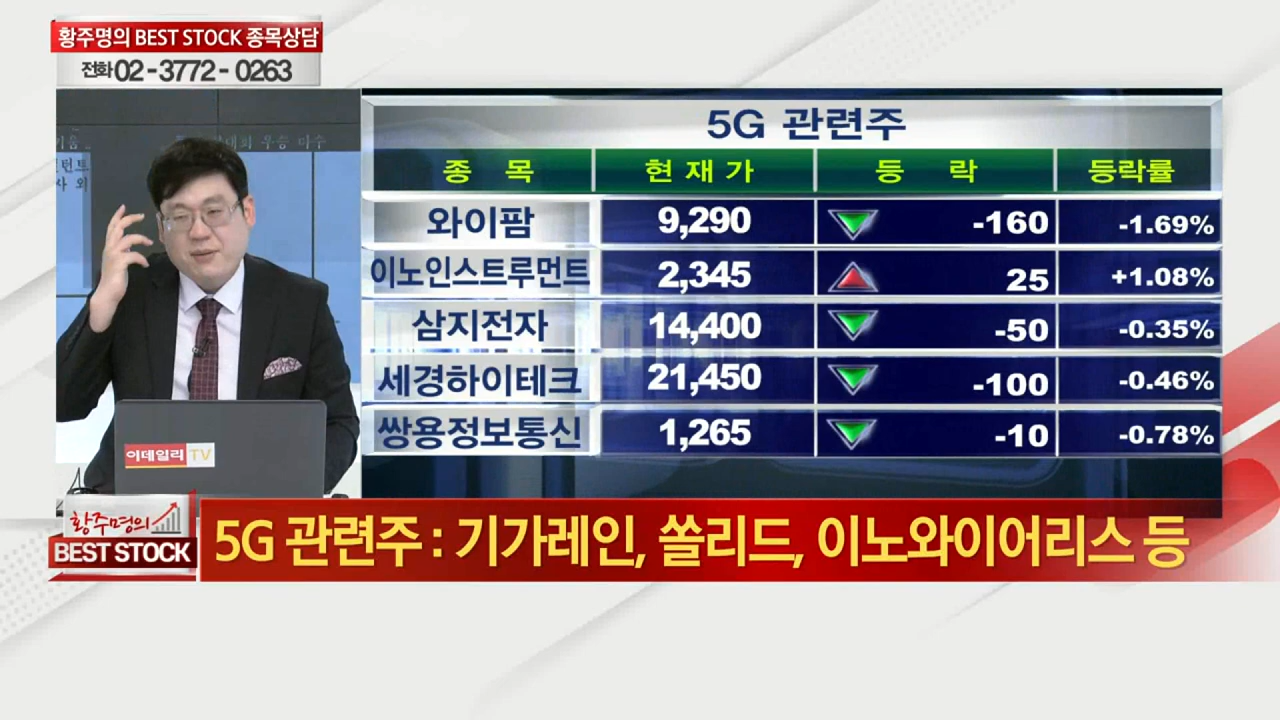 황주명의 BEST STOCK 종목상담
전화 02-3772-0263
5G 관련주
종 목 현 재 가 등 락 등락률
와이팜 9,290 -160 -1.69%
이노인스트루먼트 2,345 25 +1.08%
삼지전자 14,400 -50 -0.35%
세경하이테크 21,450 -100 -0.46%
쌍용정보통신 1,265 -10 -0.78%
이데일리 TV
황주명의
BEST STOCK
5G 관련주 : 기가레인, 쏠리드, 이노와이어리스 등